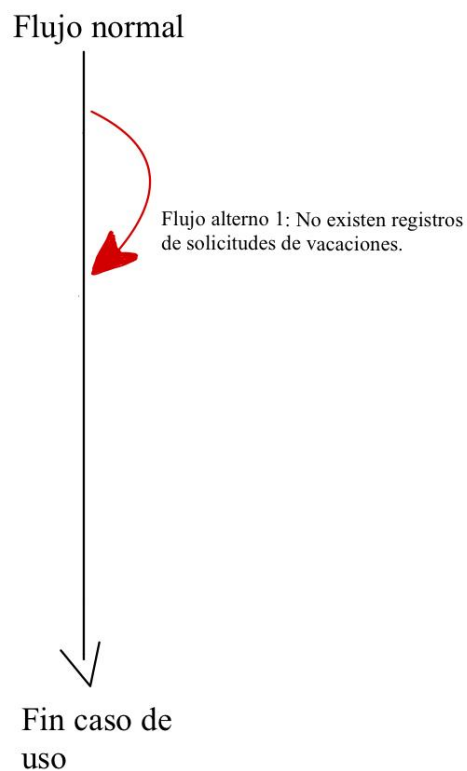 Flujo normal
Flujo alterno 1: No existen registros
de solicitudes de vacaciones.
Fin caso de
uso